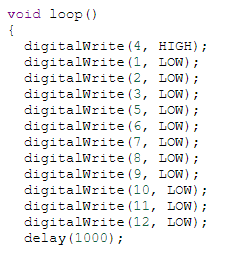 void loop()
{
  digitalWrite(4, HIGH);
  digitalWrite(1, LOW);
  digitalWrite(2, LOW);
  digitalWrite(3, LOW);
  digitalWrite(5, LOW);
  digitalWrite(6, LOW);
  digitalWrite(7, LOW);
  digitalWrite(8, LOW);
  digitalWrite(9, LOW);
  digitalWrite(10, LOW);
  digitalWrite(11, LOW);
  digitalWrite(12, LOW);
  delay(1000);